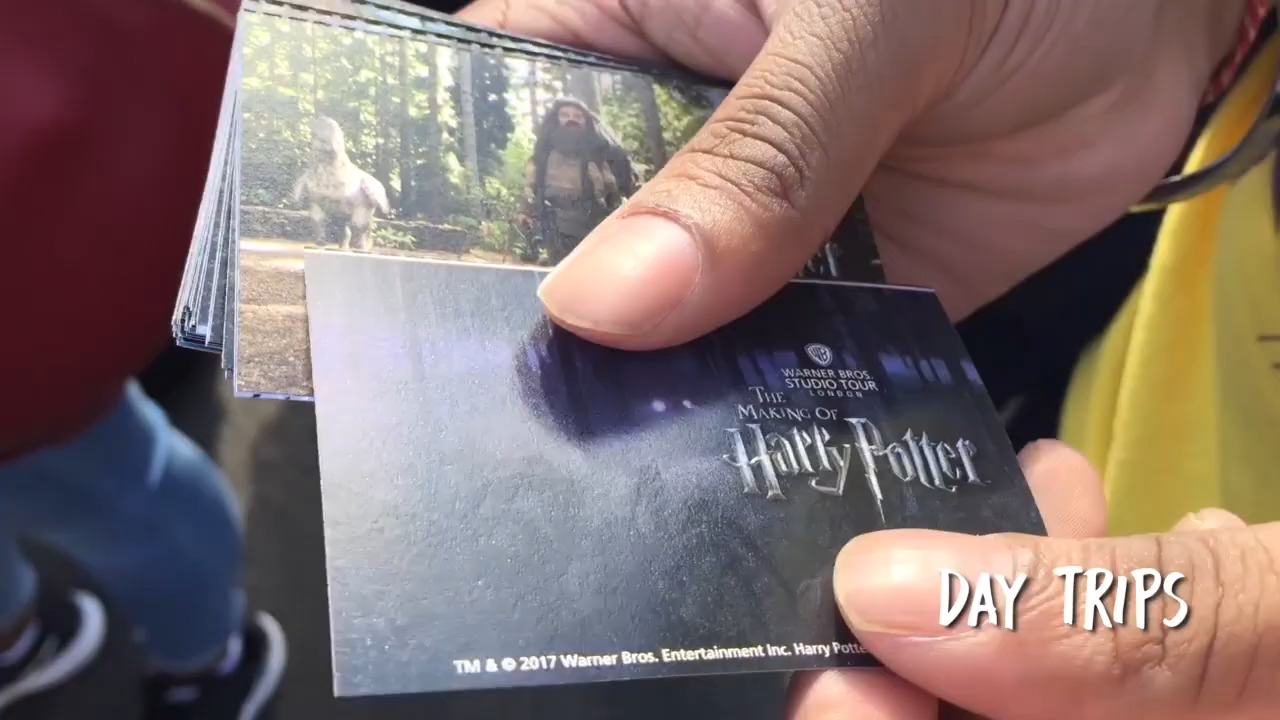 WARNER BROS.
STUDIO TOUR
LONDON
THE
MAKING OF
Harry Potter
TM & © 2017 Warner Bros. Entertainment Inc. Harry
DAY TRIPS